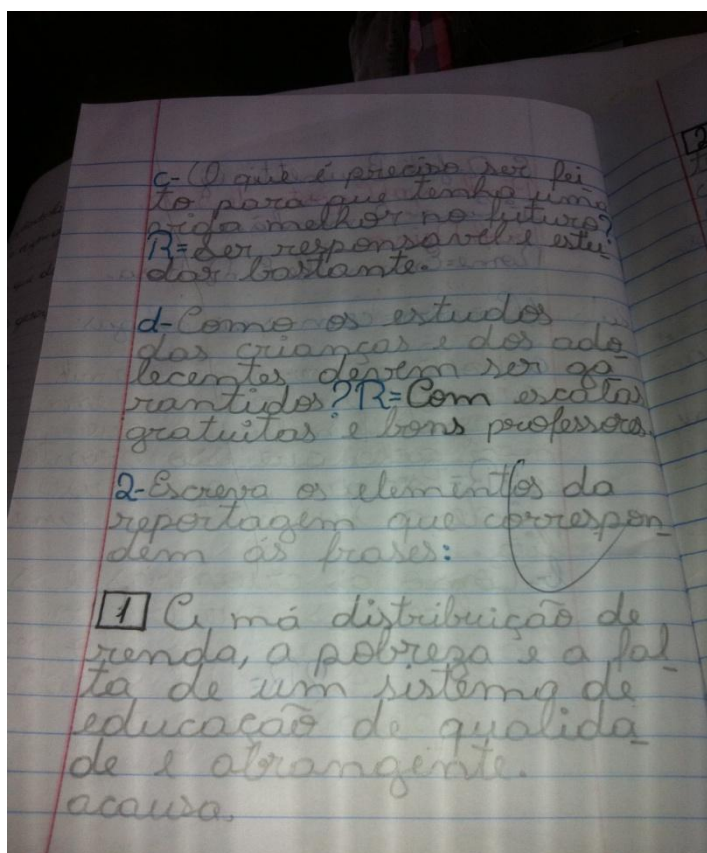 c- O que é preciso ser fei-
to para que tenha uma
vida melhor no futuro?
R= Ser responsável e estu-
dar bastante.
d- Como os estudos
das crianças e dos ado-
lecentes devem ser ga-
rantidos? R= Com escolas
gratuitas e bons professores.
2- Escreva os elementos da
reportagem que correspon-
dem ás frases:
1 A má distribuição de
renda, a pobreza e a fal-
ta de um sistema de
educação de qualida-
de e abrangente.
acausa.